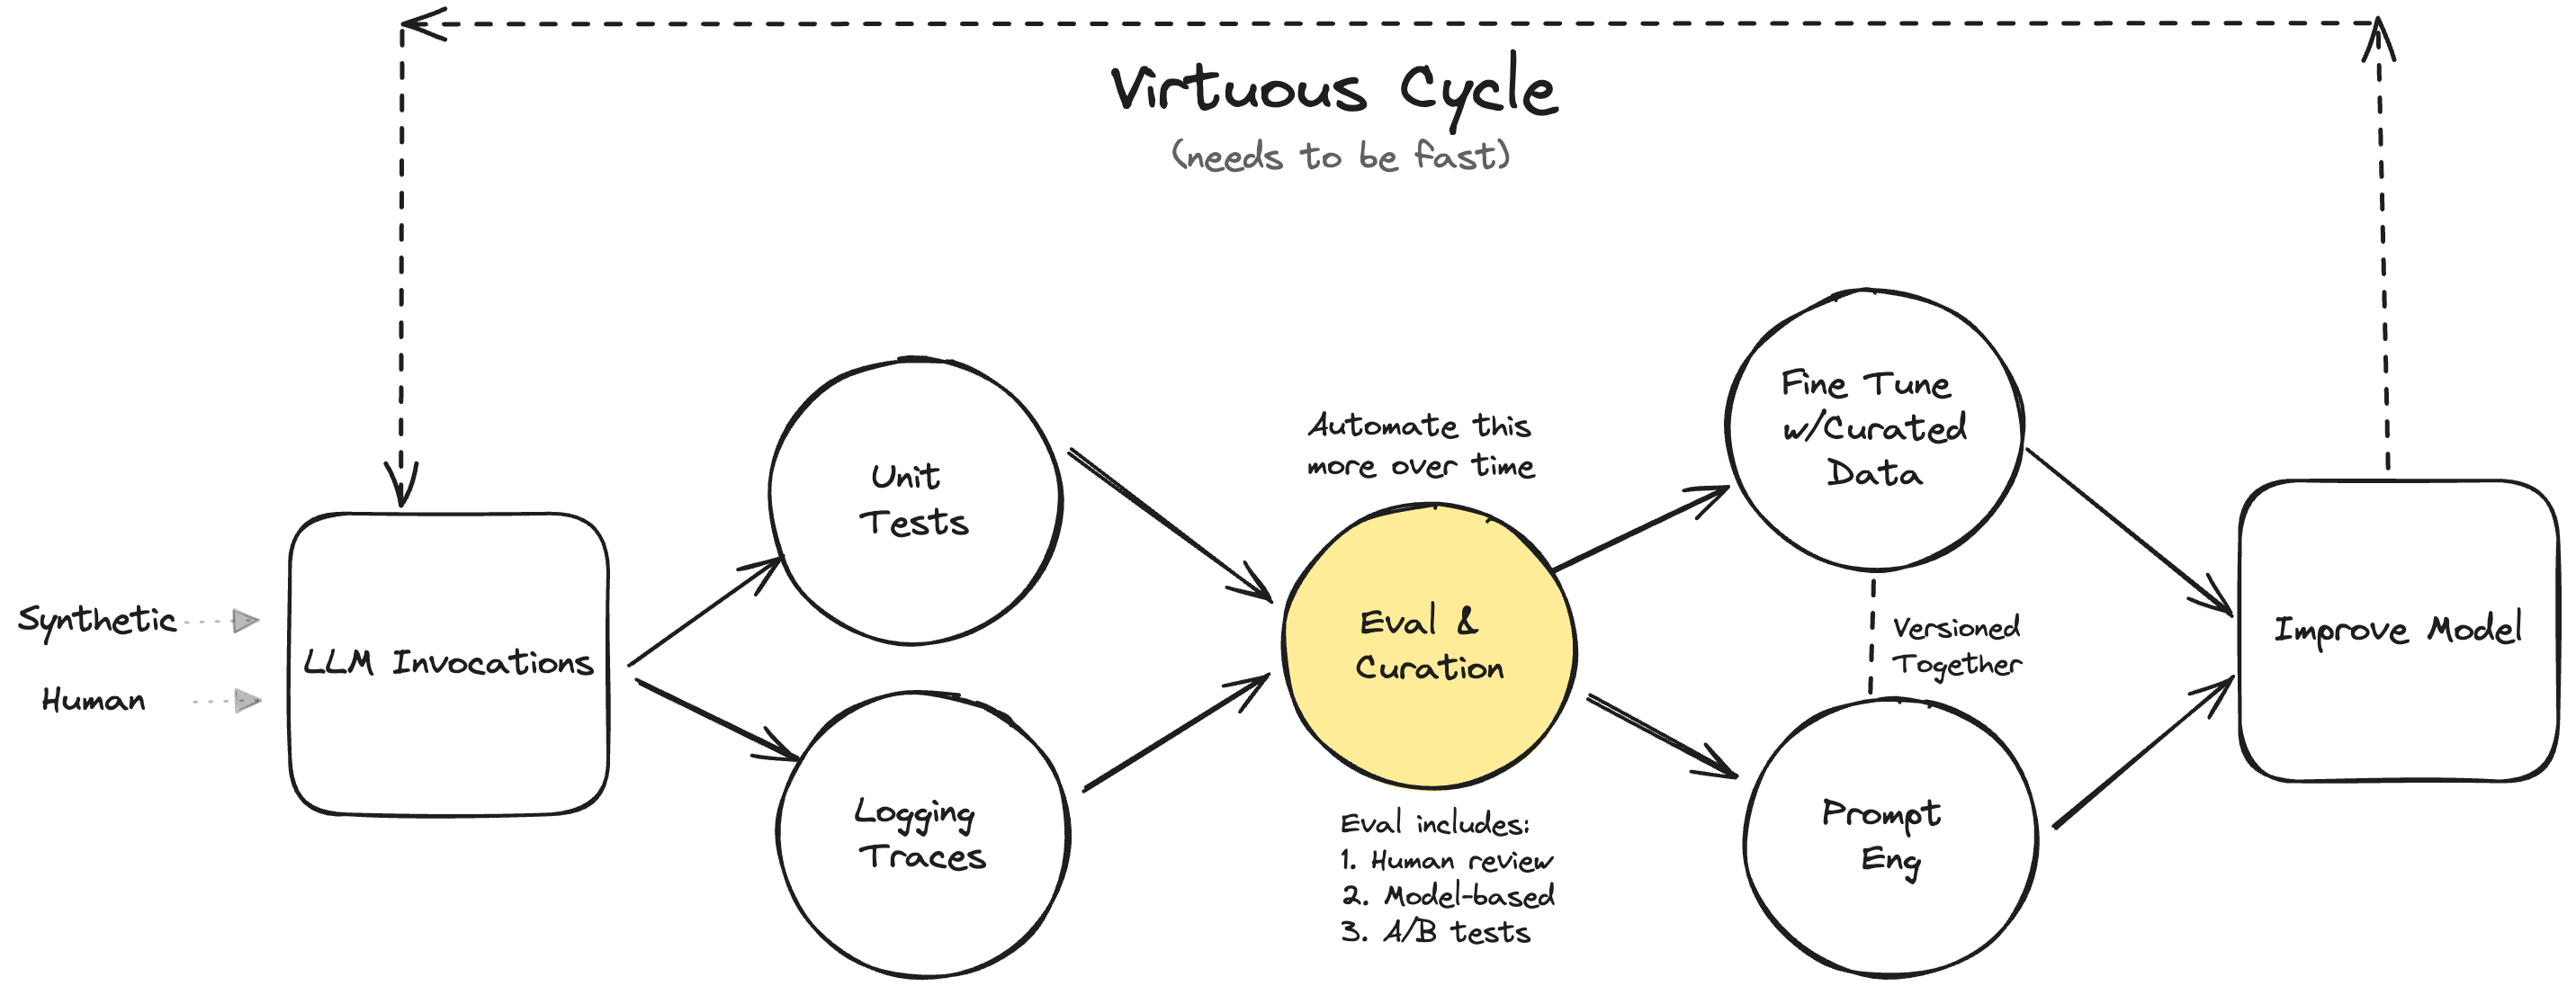 Virtuous Cycle
(needs to be fast)
Synthetic
Human
LLM Invocations
Unit
Tests
Logging
Traces
Automate this
more over time
Eval &
Curation
Eval includes:
1. Human review
2. Model-based
3. A/B tests
Fine Tune
w/Curated
Data
Versioned
Together
Prompt
Eng
Improve Model